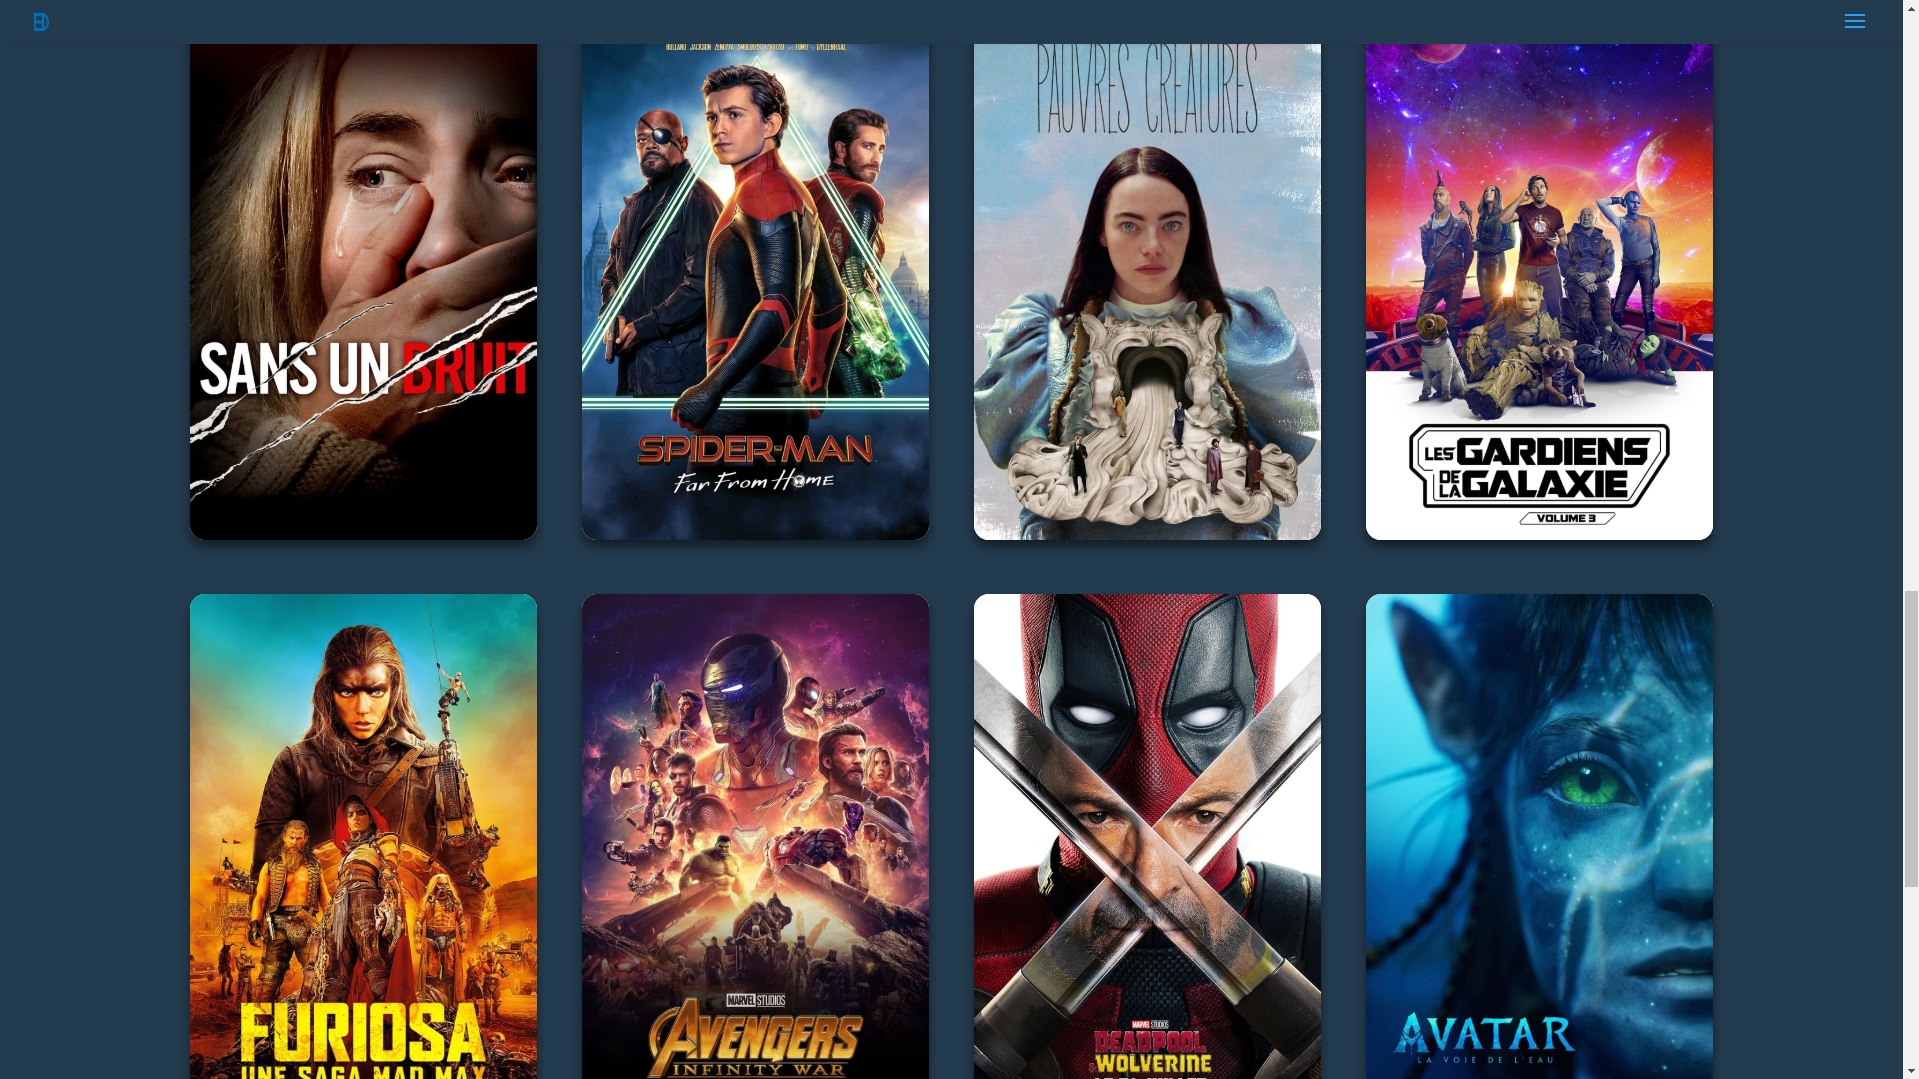 HOLLAND JACKSON ZENDAYA SMULDERS FAVREAU AND TOMEI WITH GYLLENHAAL
PAUVRES CRÉATURES
SANS UN BRUIT
SPIDER-MAN
Far From Home
LES GARDIENS
DE LA GALAXIE
VOLUME 3
FURIOSA
UNE SAGA MAD MAX
MARVEL STUDIOS
AVENGERS
INFINITY WAR
MARVEL STUDIOS
DEADPOOL
& WOLVERINE
AVATAR
LA VOIE DE L'EAU